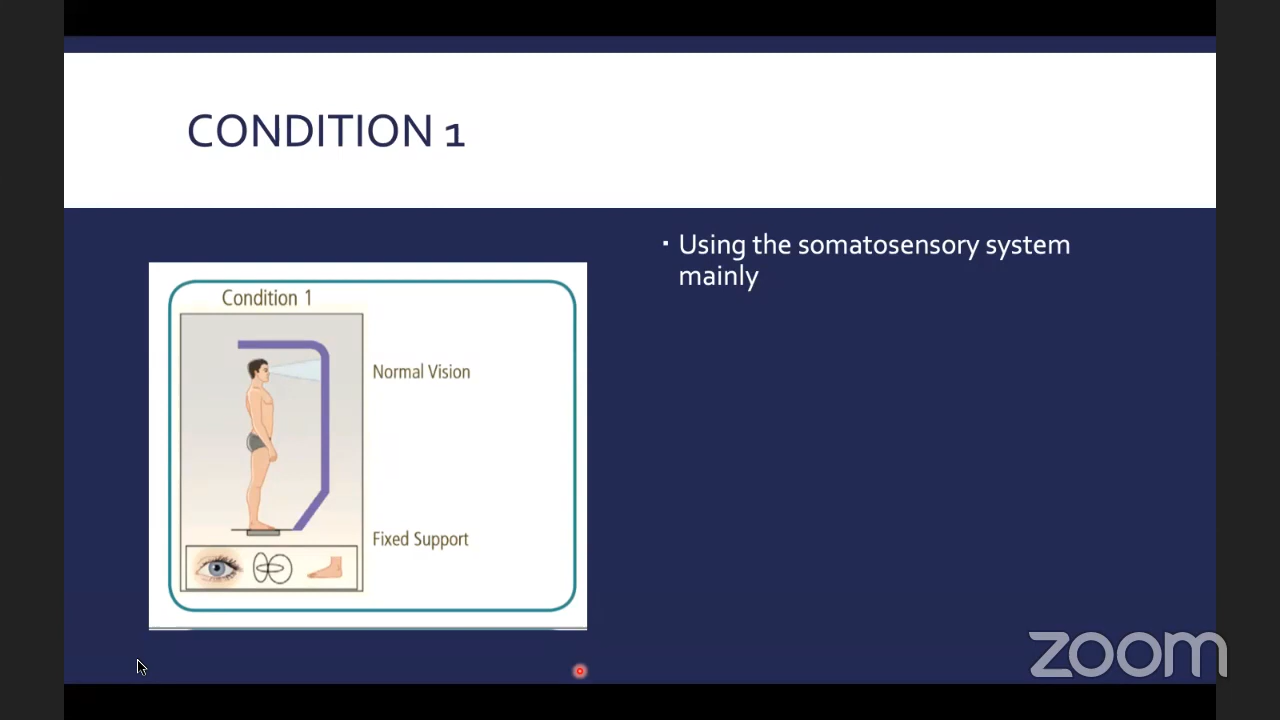 CONDITION 1
▪ Using the somatosensory system
mainly
Condition 1
Normal Vision
Fixed Support
zoom